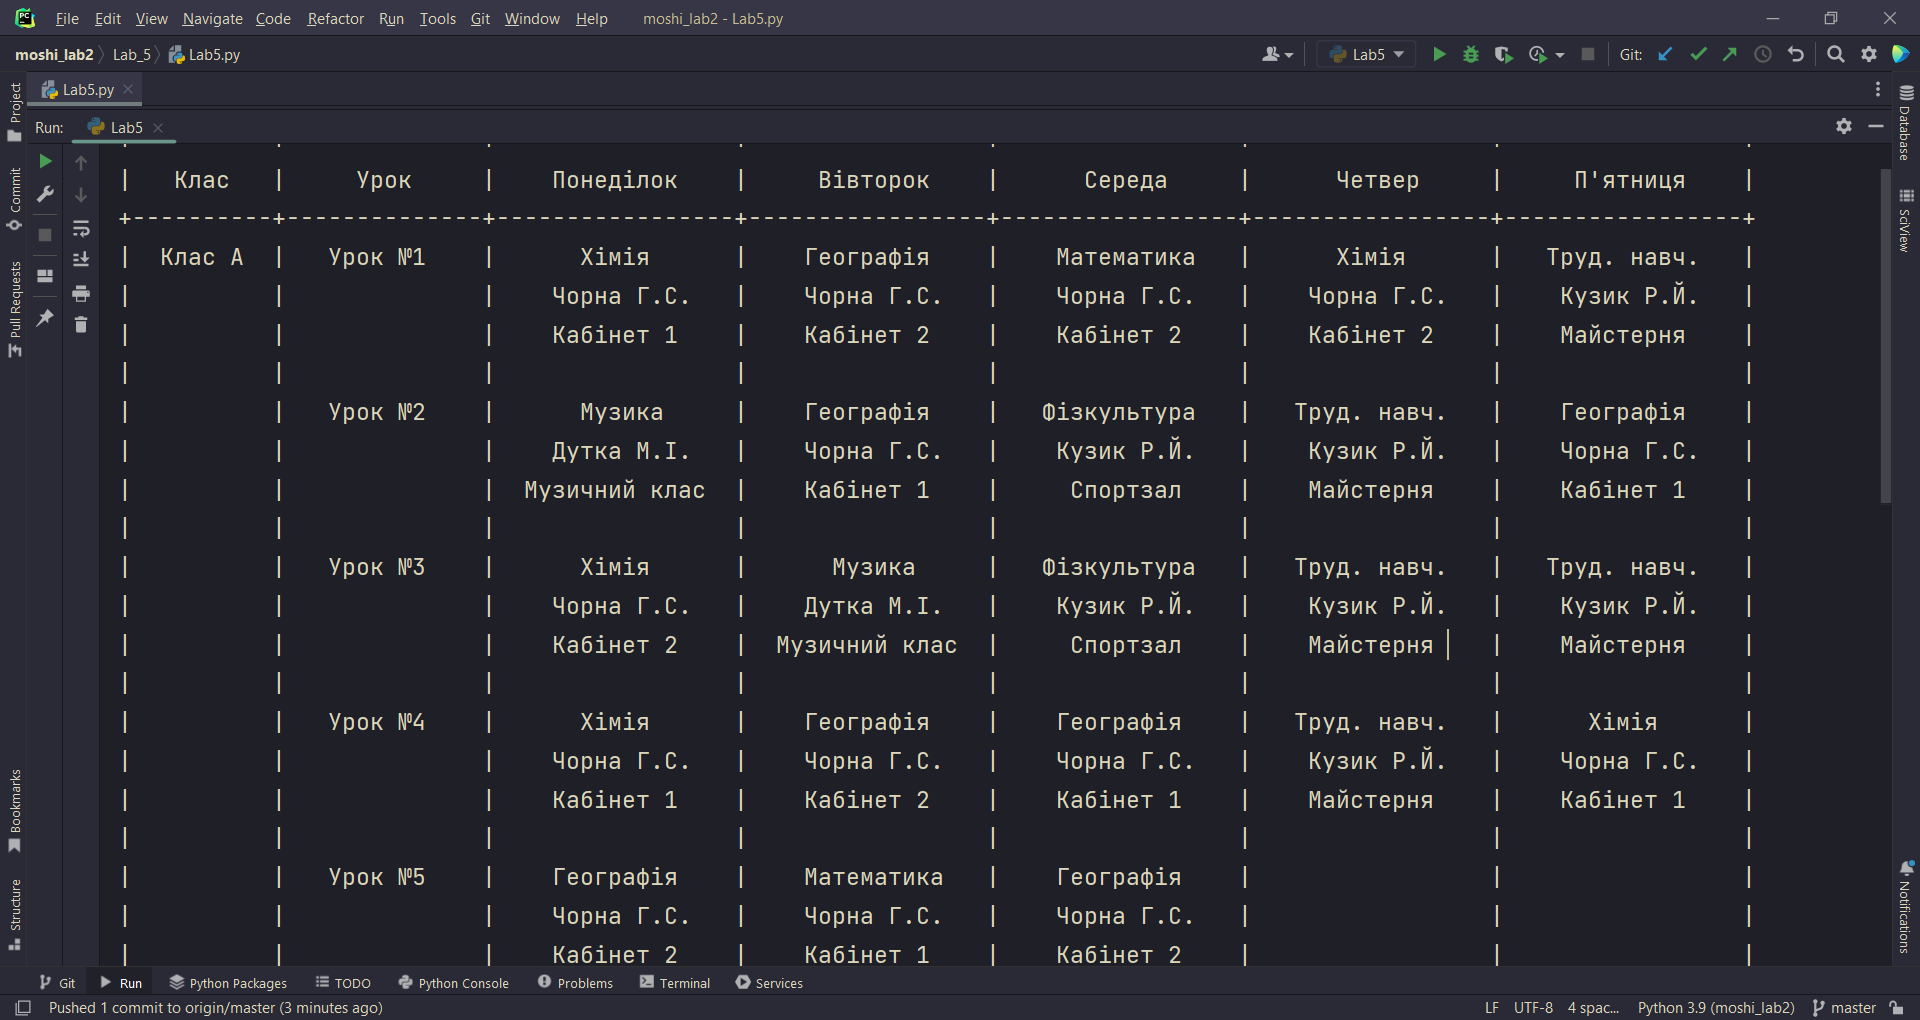 File Edit View Navigate Code Refactor Run Tools Git Window Help moshi_lab2 - Lab5.py
moshi_lab2 Lab_5 Lab5.py Lab5 Git:
Lab5.py
Run: Lab5
| Клас | Урок | Понеділок | Вівторок | Середа | Четвер | П'ятниця |
+----------+--------------+-----------------+-----------------+-----------------+-----------------+-----------------+
| Клас А | Урок №1 | Хімія | Географія | Математика | Хімія | Труд. навч. |
| | | Чорна Г.С. | Чорна Г.С. | Чорна Г.С. | Чорна Г.С. | Кузик Р.Й. |
| | | Кабінет 1 | Кабінет 2 | Кабінет 2 | Кабінет 2 | Майстерня |
| | | | | | | |
| | Урок №2 | Музика | Географія | Фізкультура | Труд. навч. | Географія |
| | | Дутка М.І. | Чорна Г.С. | Кузик Р.Й. | Кузик Р.Й. | Чорна Г.С. |
| | | Музичний клас | Кабінет 1 | Спортзал | Майстерня | Кабінет 1 |
| | | | | | | |
| | Урок №3 | Хімія | Музика | Фізкультура | Труд. навч. | Труд. навч. |
| | | Чорна Г.С. | Дутка М.І. | Кузик Р.Й. | Кузик Р.Й. | Кузик Р.Й. |
| | | Кабінет 2 | Музичний клас | Спортзал | Майстерня | Майстерня |
| | | | | | | |
| | Урок №4 | Хімія | Географія | Географія | Труд. навч. | Хімія |
| | | Чорна Г.С. | Чорна Г.С. | Чорна Г.С. | Кузик Р.Й. | Чорна Г.С. |
| | | Кабінет 1 | Кабінет 2 | Кабінет 1 | Майстерня | Кабінет 1 |
| | | | | | | |
| | Урок №5 | Географія | Математика | Географія | | |
| | | Чорна Г.С. | Чорна Г.С. | Чорна Г.С. | | |
| | | Кабінет 2 | Кабінет 1 | Кабінет 2 | | |
Project
Commit
Pull Requests
Bookmarks
Structure
Database
SciView
Notifications
Git Run Python Packages TODO Python Console Problems Terminal Services
Pushed 1 commit to origin/master (3 minutes ago) LF UTF-8 4 spac... Python 3.9 (moshi_lab2) master